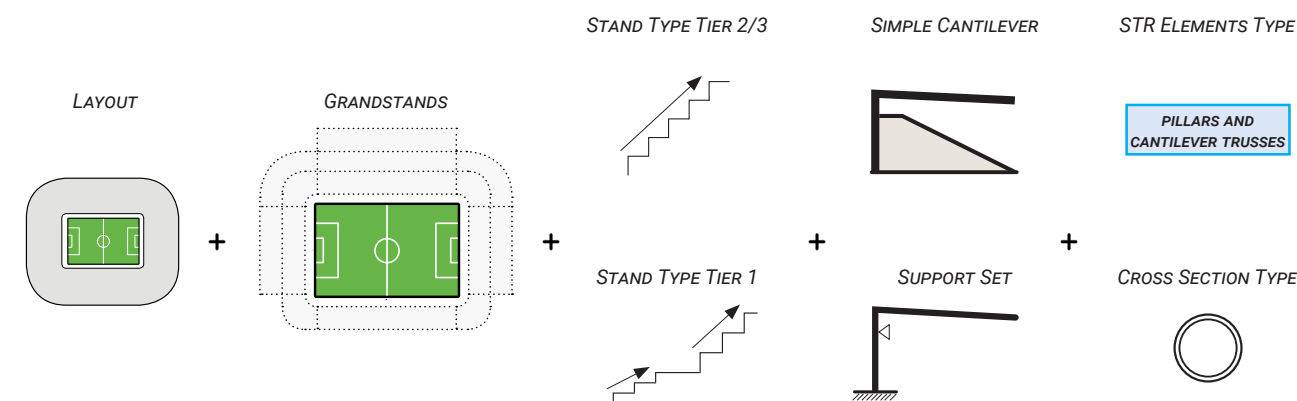 STAND TYPE TIER 2/3
SIMPLE CANTILEVER
STR ELEMENTS TYPE
LAYOUT
GRANDSTANDS
PILLARS AND
CANTILEVER TRUSSES
+
+
+
+
STAND TYPE TIER 1
SUPPORT SET
CROSS SECTION TYPE